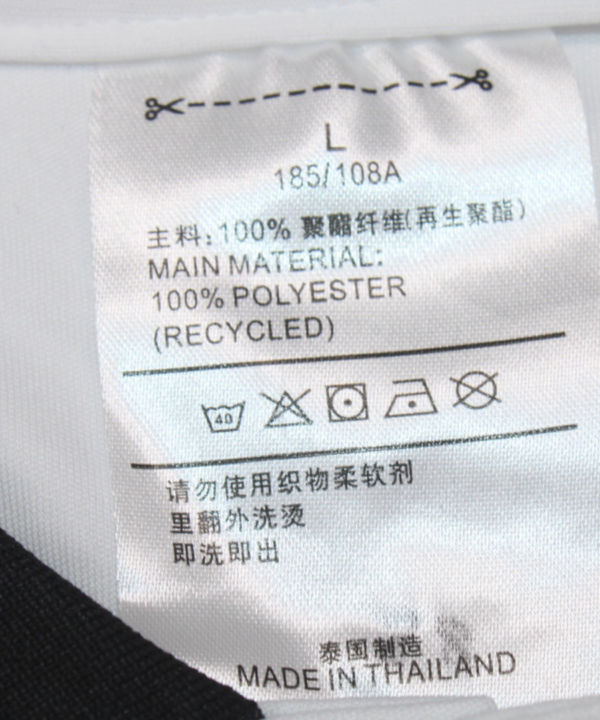 L
185/108A
主料:100% 聚酯纤维(再生聚酯)
MAIN MATERIAL:
100% POLYESTER
(RECYCLED)
40
请勿使用织物柔软剂
里翻外洗烫
即洗即出
泰国制造
MADE IN THAILAND